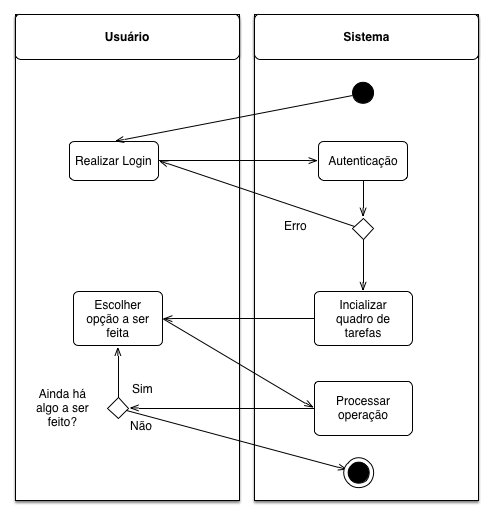 Usuário
Sistema
Realizar Login
Autenticação
Erro
Escolher
opção a ser
feita
Incializar
quadro de
tarefas
Ainda há
algo a ser
feito?
Sim
Não
Processar
operação